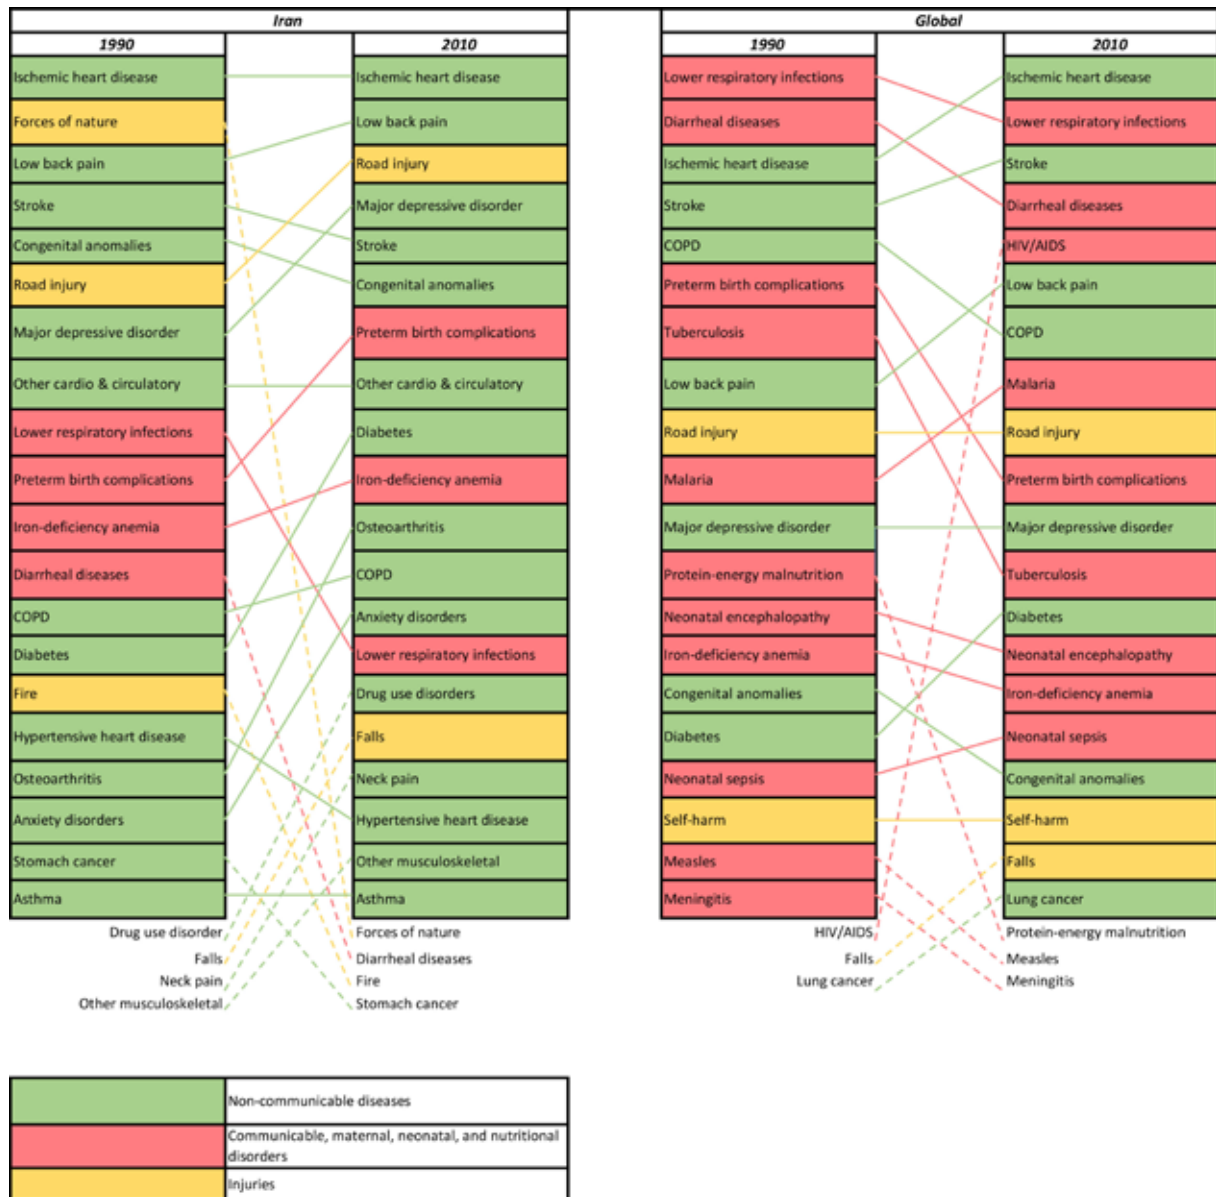 Iran
Global
1990
2010
1990
2010
Ischemic heart disease
Ischemic heart disease
Lower respiratory infections
Ischemic heart disease
Forces of nature
Low back pain
Diarrheal diseases
Lower respiratory infections
Low back pain
Road injury
Ischemic heart disease
Stroke
Stroke
Major depressive disorder
Stroke
Diarrheal diseases
Congenital anomalies
Stroke
COPD
HIV/AIDS
Road injury
Congenital anomalies
Preterm birth complications
Low back pain
Major depressive disorder
Preterm birth complications
Tuberculosis
COPD
Other cardio & circulatory
Other cardio & circulatory
Low back pain
Malaria
Lower respiratory infections
Diabetes
Road injury
Road injury
Preterm birth complications
Iron-deficiency anemia
Malaria
Preterm birth complications
Iron-deficiency anemia
Osteoarthritis
Major depressive disorder
Major depressive disorder
Diarrheal diseases
COPD
Protein-energy malnutrition
Tuberculosis
COPD
Anxiety disorders
Neonatal encephalopathy
Diabetes
Diabetes
Lower respiratory infections
Iron-deficiency anemia
Neonatal encephalopathy
Fire
Drug use disorders
Congenital anomalies
Iron-deficiency anemia
Hypertensive heart disease
Falls
Diabetes
Neonatal sepsis
Osteoarthritis
Neck pain
Neonatal sepsis
Congenital anomalies
Anxiety disorders
Hypertensive heart disease
Self-harm
Self-harm
Stomach cancer
Other musculoskeletal
Measles
Falls
Asthma
Asthma
Meningitis
Lung cancer
Drug use disorder
Forces of nature
HIV/AIDS
Protein-energy malnutrition
Falls
Diarrheal diseases
Falls
Measles
Neck pain
Fire
Lung cancer
Meningitis
Other musculoskeletal
Stomach cancer
Non-communicable diseases
Communicable, maternal, neonatal, and nutritional
disorders
Injuries